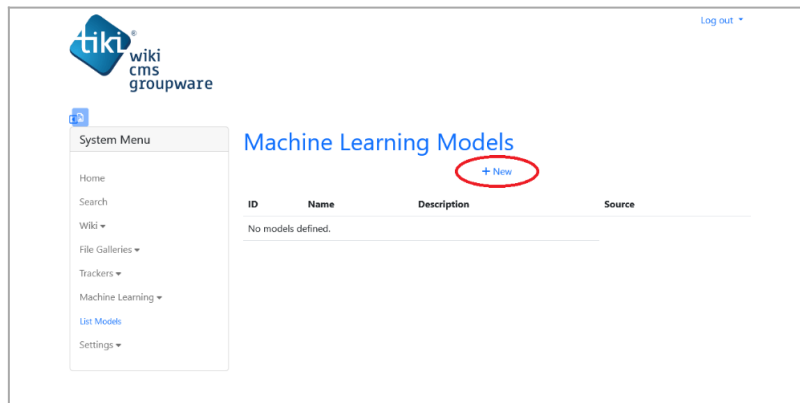 Log out
tiki®
wiki
cms
groupware
System Menu
Home
Search
Wiki
File Galleries
Trackers
Machine Learning
List Models
Settings
Machine Learning Models
+ New
ID Name Description Source
No models defined.